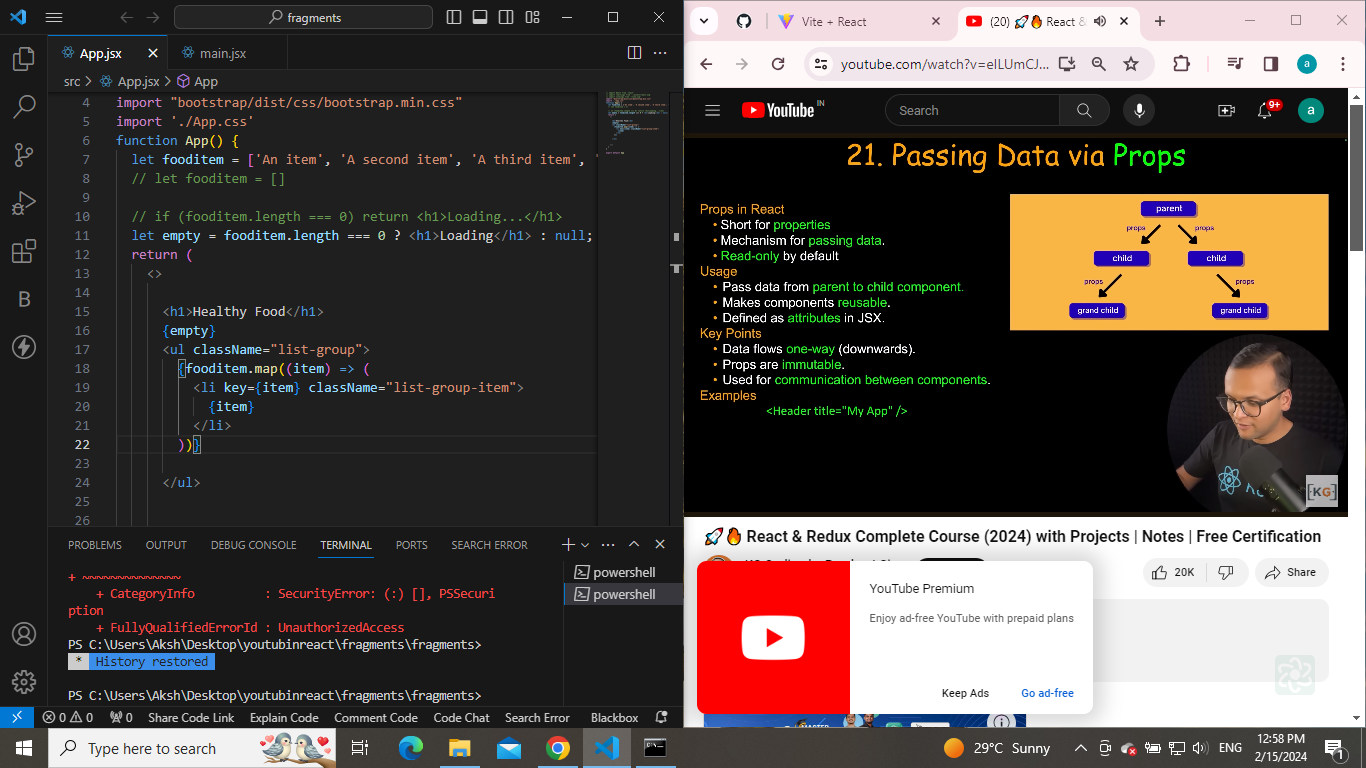 fragments
App.jsx
main.jsx
src > App.jsx > App
4 import "bootstrap/dist/css/bootstrap.min.css"
5 import './App.css'
6 function App() {
7 let fooditem = ['An item', 'A second item', 'A third item', '
8 // let fooditem = []
9
10 // if (fooditem.length === 0) return <h1>Loading...</h1>
11 let empty = fooditem.length === 0 ? <h1>Loading</h1> : null;
12 return (
13 <>
14
15 <h1>Healthy Food</h1>
16 {empty}
17 <ul className="list-group">
18 {fooditem.map((item) => (
19 <li key={item} className="list-group-item">
20 {item}
21 </li>
22 ))}
23
24 </ul>
25
26
PROBLEMS OUTPUT DEBUG CONSOLE TERMINAL PORTS SEARCH ERROR
+ ~~~~~~~~~~~~~~
+ CategoryInfo : SecurityError: (:) [], PSSecuri
ption
+ FullyQualifiedErrorId : UnauthorizedAccess
PS C:\Users\Aksh\Desktop\youtubinreact\fragments\fragments>
* History restored
PS C:\Users\Aksh\Desktop\youtubinreact\fragments\fragments>
powershell
powershell
0 0 0 Share Code Link Explain Code Comment Code Code Chat Search Error Blackbox
Vite + React
(20) 🚀🔥 React &
youtube.com/watch?v=elLUmCJ...
a
YouTube IN
Search
9+
a
21. Passing Data via Props
Props in React
• Short for properties
• Mechanism for passing data.
• Read-only by default
Usage
• Pass data from parent to child component.
• Makes components reusable.
• Defined as attributes in JSX.
Key Points
• Data flows one-way (downwards).
• Props are immutable.
• Used for communication between components.
Examples
<Header title="My App" />
parent
props props
child child
props props
grand child grand child
[KG]
🚀🔥 React & Redux Complete Course (2024) with Projects | Notes | Free Certification
20K
Share
YouTube Premium
Enjoy ad-free YouTube with prepaid plans
Keep Ads Go ad-free
Type here to search
29°C Sunny
ENG
12:58 PM
2/15/2024
1